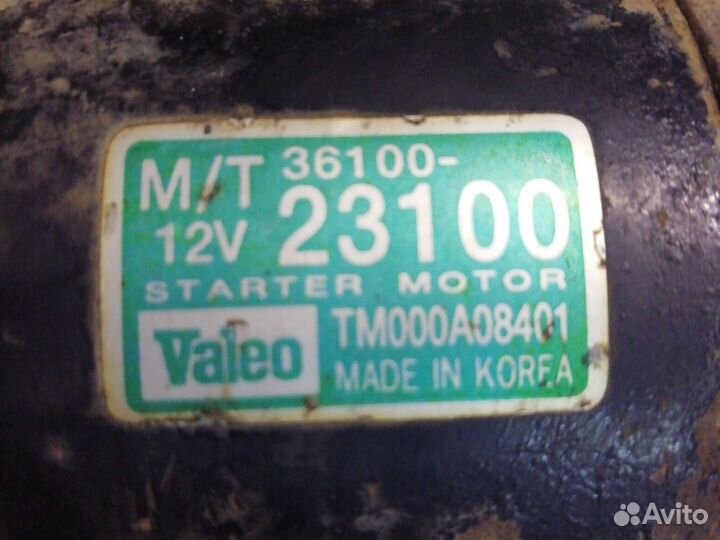 M/T 36100-
12V 23100
STARTER MOTOR
Valeo TM000A08401
MADE IN KOREA
Avito